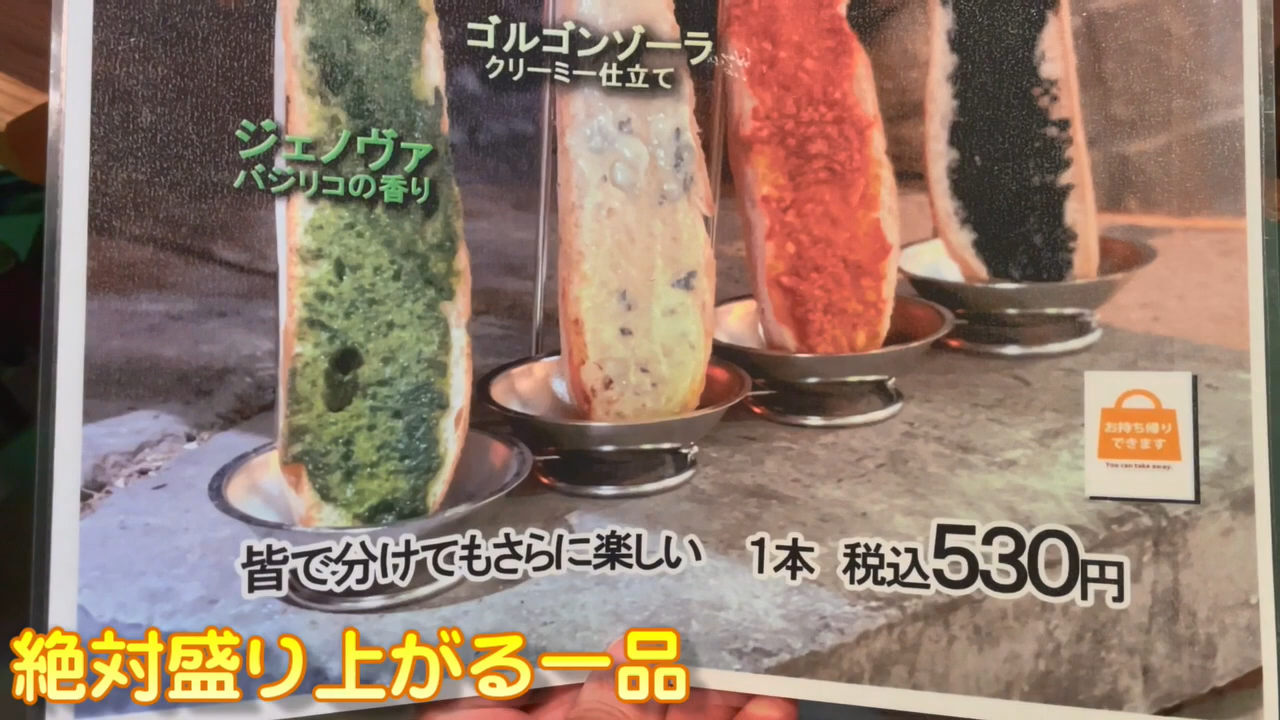 ゴルゴンゾーラ
クリーミー仕立て
ジェノヴァ
バジリコの香り
お持ち帰り
できます
You can take away.
皆で分けてもさらに楽しい 1本 税込530円
絶対盛り上がる一品